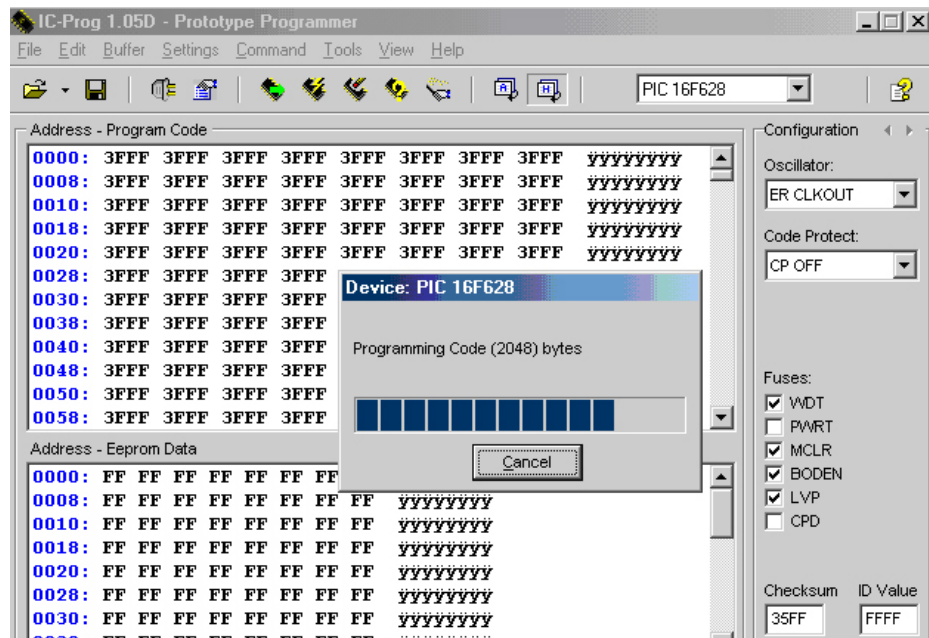 IC-Prog 1.05D - Prototype Programmer
File Edit Buffer Settings Command Tools View Help
PIC 16F628
Address - Program Code
0000: 3FFF 3FFF 3FFF 3FFF 3FFF 3FFF 3FFF 3FFF ÿÿÿÿÿÿÿÿ
0008: 3FFF 3FFF 3FFF 3FFF 3FFF 3FFF 3FFF 3FFF ÿÿÿÿÿÿÿÿ
0010: 3FFF 3FFF 3FFF 3FFF 3FFF 3FFF 3FFF 3FFF ÿÿÿÿÿÿÿÿ
0018: 3FFF 3FFF 3FFF 3FFF 3FFF 3FFF 3FFF 3FFF ÿÿÿÿÿÿÿÿ
0020: 3FFF 3FFF 3FFF 3FFF 3FFF 3FFF 3FFF 3FFF ÿÿÿÿÿÿÿÿ
0028: 3FFF 3FFF 3FFF 3FFF
0030: 3FFF 3FFF 3FFF 3FFF
0038: 3FFF 3FFF 3FFF 3FFF
0040: 3FFF 3FFF 3FFF 3FFF
0048: 3FFF 3FFF 3FFF 3FFF
0050: 3FFF 3FFF 3FFF 3FFF
0058: 3FFF 3FFF 3FFF 3FFF
Device: PIC 16F628
Programming Code (2048) bytes
Cancel
Address - Eeprom Data
0000: FF FF FF FF FF FF FF
0008: FF FF FF FF FF FF FF FF ÿÿÿÿÿÿÿÿ
0010: FF FF FF FF FF FF FF FF ÿÿÿÿÿÿÿÿ
0018: FF FF FF FF FF FF FF FF ÿÿÿÿÿÿÿÿ
0020: FF FF FF FF FF FF FF FF ÿÿÿÿÿÿÿÿ
0028: FF FF FF FF FF FF FF FF ÿÿÿÿÿÿÿÿ
0030: FF FF FF FF FF FF FF FF ÿÿÿÿÿÿÿÿ
Configuration
Oscillator:
ER CLKOUT
Code Protect:
CP OFF
Fuses:
WDT
PWRT
MCLR
BODEN
LVP
CPD
Checksum ID Value
35FF FFFF